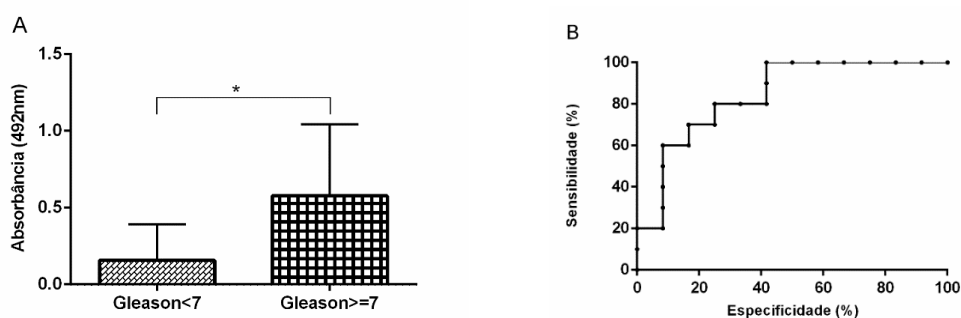 A
Absorbância (492nm)
1.5
1.0
0.5
0.0
*
Gleason<7
Gleason>=7
B
Sensibilidade (%)
100
80
60
40
20
0
0
20
40
60
80
100
Especificidade (%)